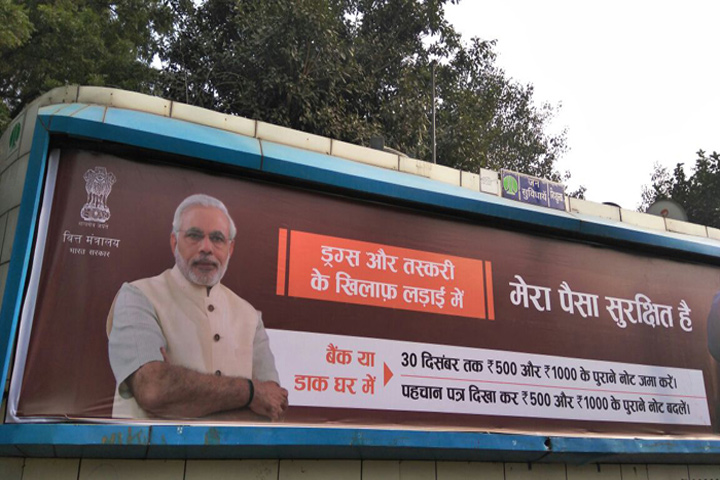 जन
सुविधायें
वित्त मंत्रालय
भारत सरकार
ड्रग्स और तस्करी
के खिलाफ़ लड़ाई में
मेरा पैसा सुरक्षित है
बैंक या
डाक घर में
30 दिसंबर तक ₹500 और ₹1000 के पुराने नोट जमा करें।
पहचान पत्र दिखा कर ₹500 और ₹1000 के पुराने नोट बदलें।